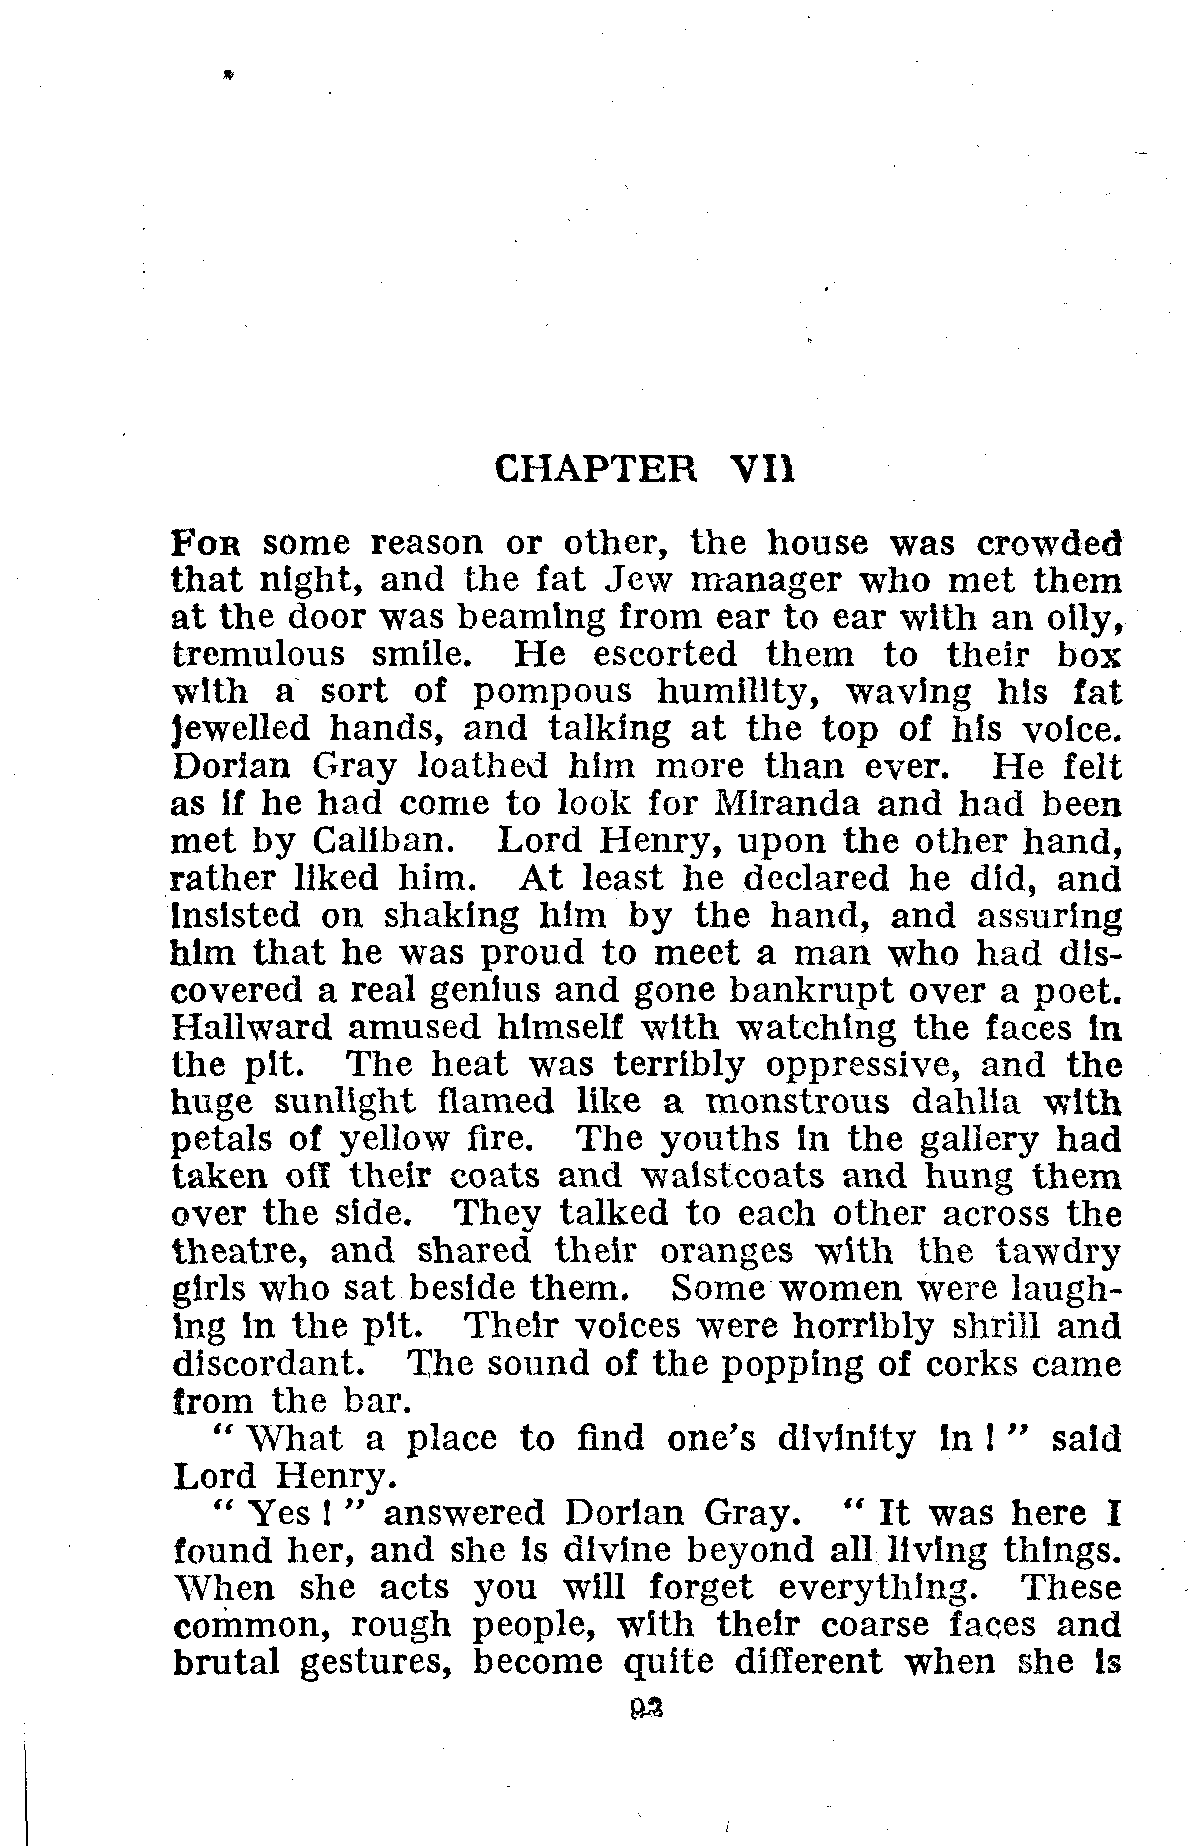 CHAPTER VII
FOR some reason or other, the house was crowded
that night, and the fat Jew manager who met them
at the door was beaming from ear to ear with an oily,
tremulous smile. He escorted them to their box
with a sort of pompous humility, waving his fat
jewelled hands, and talking at the top of his voice.
Dorian Gray loathed him more than ever. He felt
as if he had come to look for Miranda and had been
met by Caliban. Lord Henry, upon the other hand,
rather liked him. At least he declared he did, and
insisted on shaking him by the hand, and assuring
him that he was proud to meet a man who had dis-
covered a real genius and gone bankrupt over a poet.
Hallward amused himself with watching the faces in
the pit. The heat was terribly oppressive, and the
huge sunlight flamed like a monstrous dahlia with
petals of yellow fire. The youths in the gallery had
taken off their coats and waistcoats and hung them
over the side. They talked to each other across the
theatre, and shared their oranges with the tawdry
girls who sat beside them. Some women were laugh-
ing in the pit. Their voices were horribly shrill and
discordant. The sound of the popping of corks came
from the bar.
“ What a place to find one's divinity in ! ” said
Lord Henry.
“ Yes ! ” answered Dorian Gray. “ It was here I
found her, and she is divine beyond all living things.
When she acts you will forget everything. These
common, rough people, with their coarse faces and
brutal gestures, become quite different when she is
93